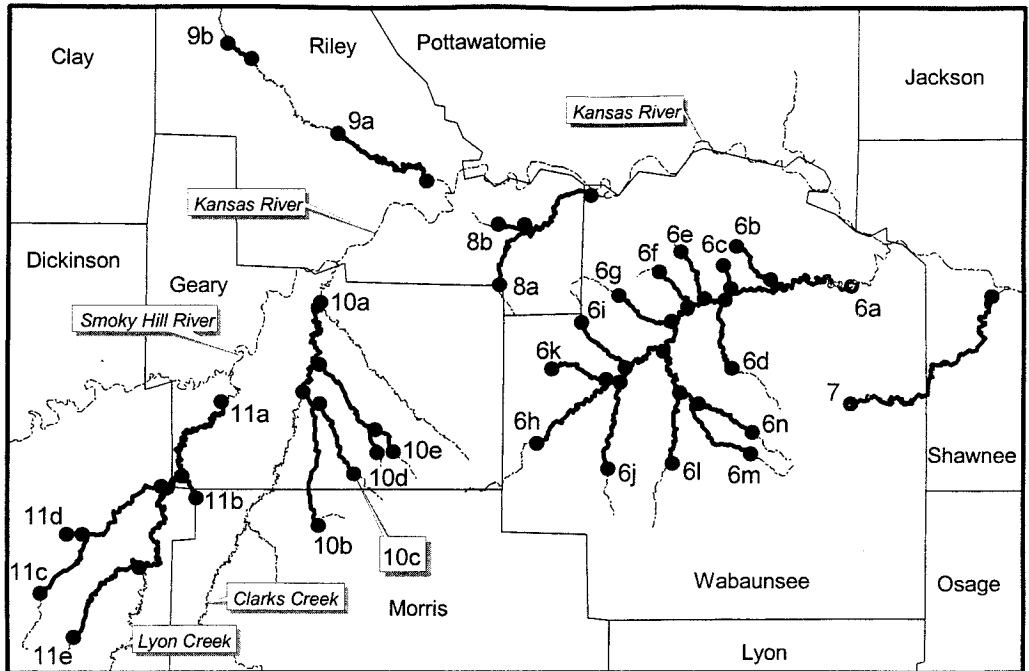 9b
Riley
Pottawatomie
Clay
Jackson
Kansas River
9a
Kansas River
8b
6e
6c
6b
6f
Dickinson
6g
Geary
8a
6a
10a
6i
Smoky Hill River
6k
6d
7
11a
6h
6n
10e
Shawnee
6j
6l
6m
10d
11b
11d
10b
10c
11c
Wabaunsee
Osage
Clarks Creek
Morris
Lyon Creek
11e
Lyon